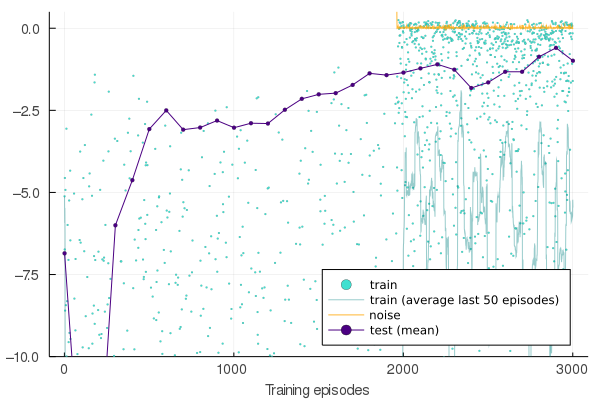 0.0
−2.5
−5.0
−7.5
−10.0
train
train (average last 50 episodes)
noise
test (mean)
0 1000 2000 3000
Training episodes